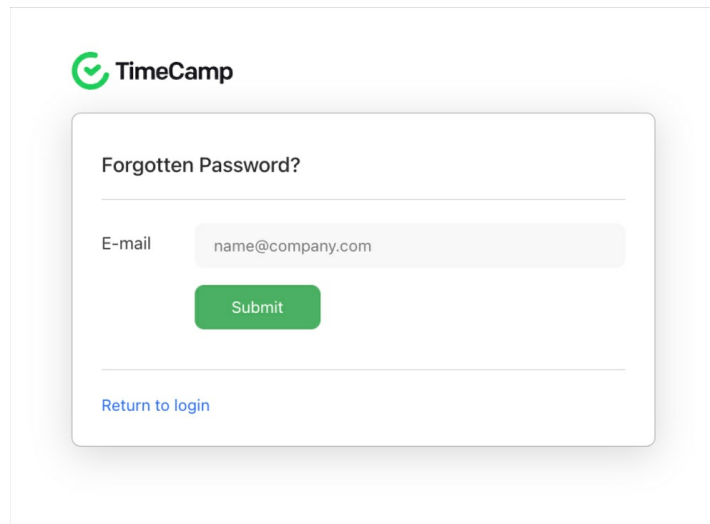 TimeCamp
Forgotten Password?
E-mail
name@company.com
Submit
Return to login